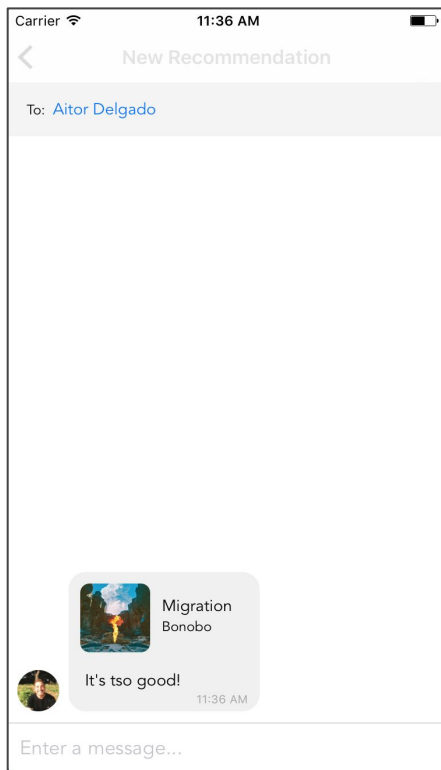 Carrier 11:36 AM
New Recommendation
To: Aitor Delgado
Migration
Bonobo
It's tso good!
11:36 AM
Enter a message...